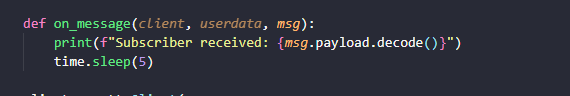 def on_message(client, userdata, msg):
print(f"Subscriber received: {msg.payload.decode()}")
time.sleep(5)